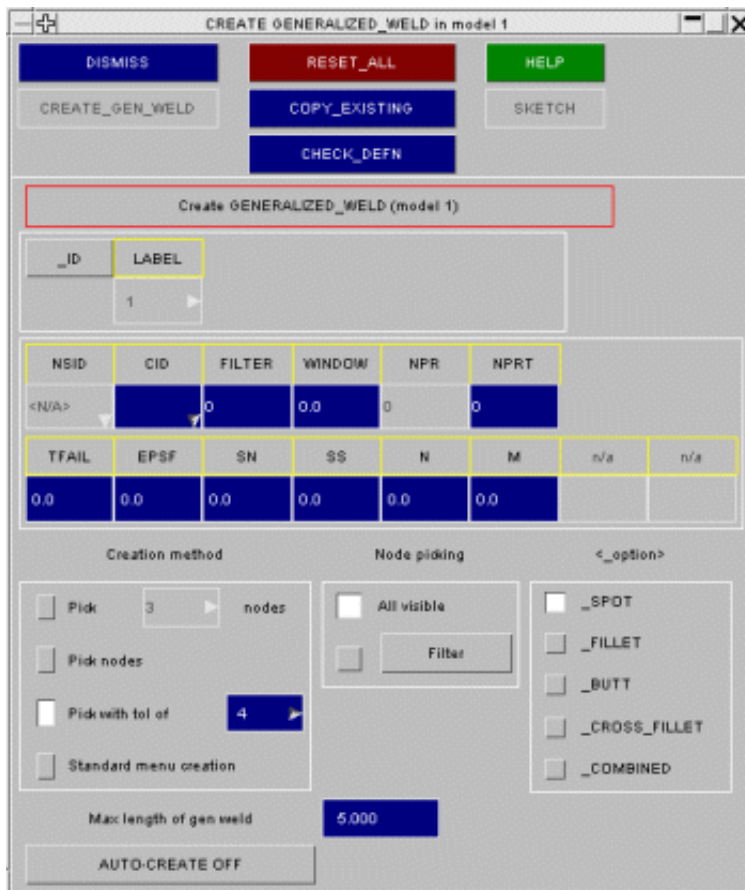 CREATE GENERALIZED_WELD in model 1
DISMISS RESET_ALL HELP
CREATE_GEN_WELD COPY_EXISTING SKETCH
CHECK_DEFN
Create GENERALIZED_WELD (model 1)
_ID LABEL
1
NSID CID FILTER WINDOW NPR NPRT
<N/A> 0 0.0 0 0
TFAIL EPSF SN SS N M n/a n/a
0.0 0.0 0.0 0.0 0.0 0.0
Creation method Node picking <_option>
Pick 3 nodes All visible _SPOT
Pick nodes Filter _FILLET
_BUTT
Pick with tol of 4 _CROSS_FILLET
Standard menu creation _COMBINED
Max length of gen weld 5.000
AUTO-CREATE OFF